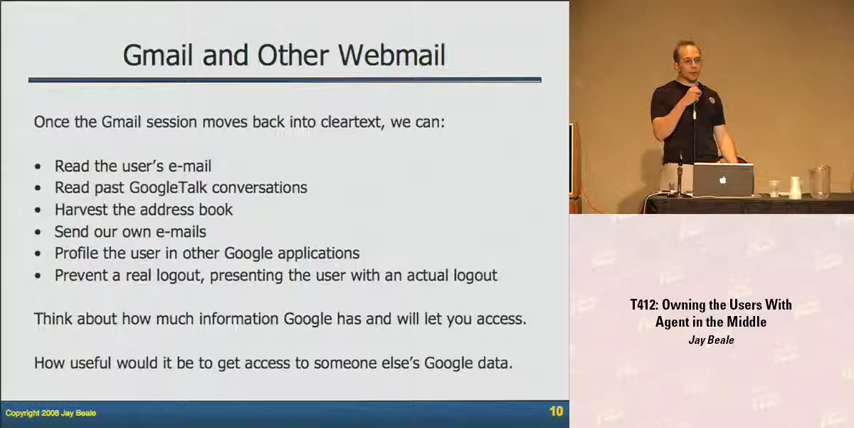 Gmail and Other Webmail
Once the Gmail session moves back into cleartext, we can:
• Read the user's e-mail
• Read past GoogleTalk conversations
• Harvest the address book
• Send our own e-mails
• Profile the user in other Google applications
• Prevent a real logout, presenting the user with an actual logout
Think about how much information Google has and will let you access.
How useful would it be to get access to someone else's Google data.
Copyright 2008 Jay Beale
10
T412: Owning the Users With
Agent in the Middle
Jay Beale